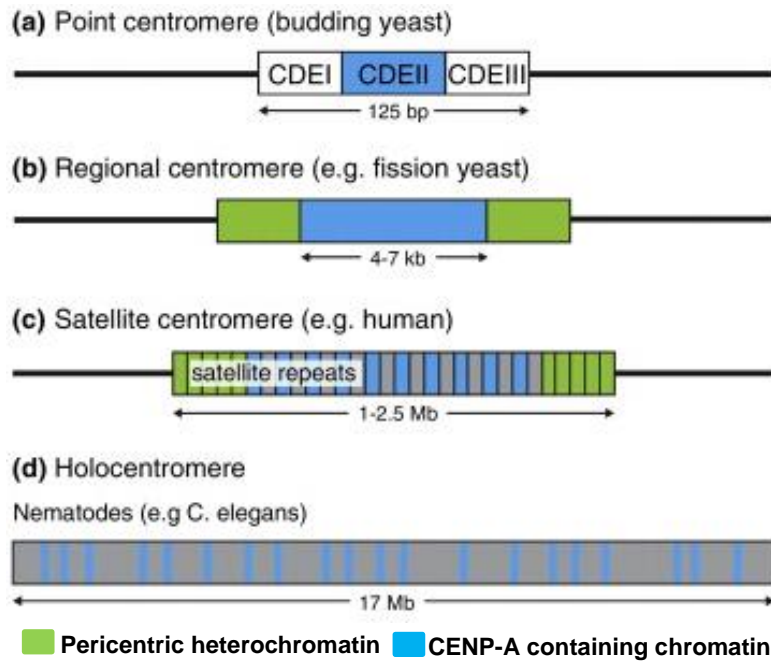 (a) Point centromere (budding yeast)
CDEI CDEII CDEIII
125 bp
(b) Regional centromere (e.g. fission yeast)
4-7 kb
(c) Satellite centromere (e.g. human)
satellite repeats
1-2.5 Mb
(d) Holocentromere
Nematodes (e.g C. elegans)
17 Mb
Pericentric heterochromatin CENP-A containing chromatin